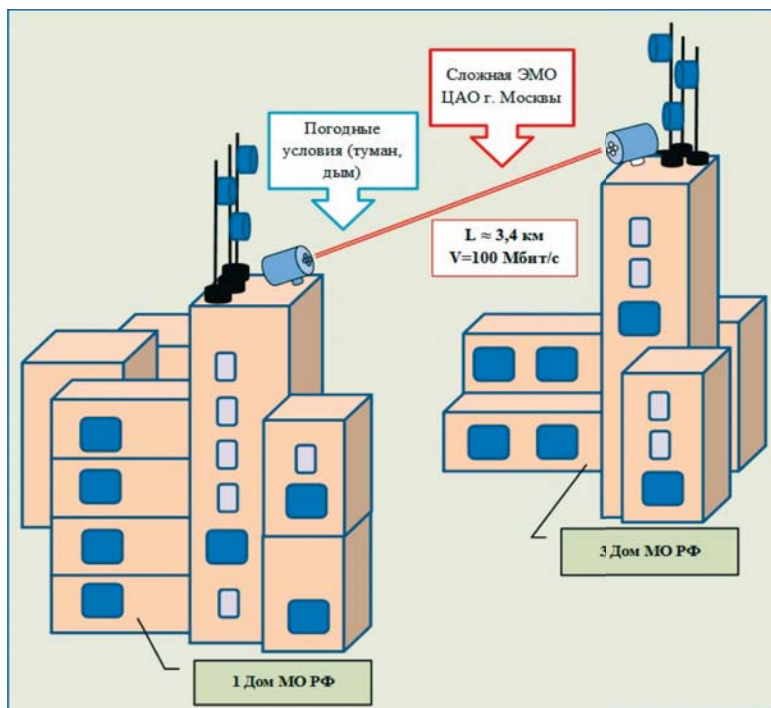 Сложная ЭМО
ЦАО г. Москвы
Погодные
условия (туман,
дым)
L ≈ 3,4 км
V=100 Мбит/с
3 Дом МО РФ
1 Дом МО РФ